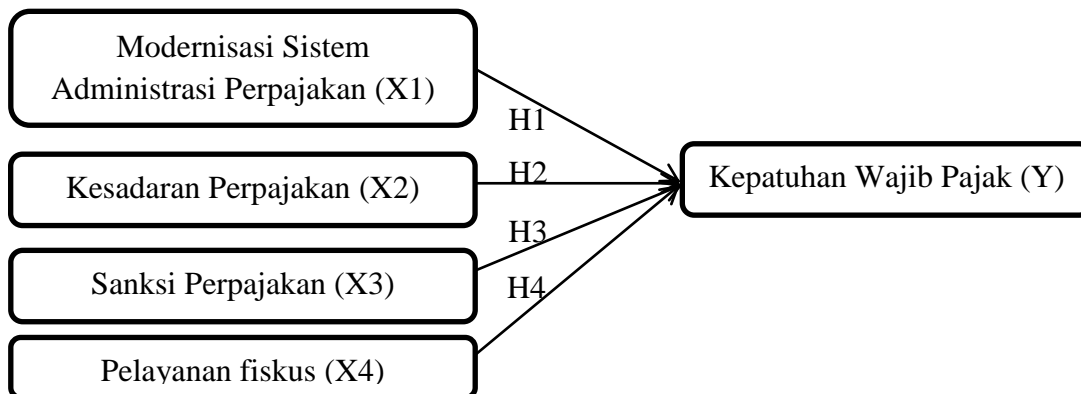 Modernisasi Sistem
Administrasi Perpajakan (X1)
H1
Kesadaran Perpajakan (X2)
H2
Kepatuhan Wajib Pajak (Y)
H3
Sanksi Perpajakan (X3)
H4
Pelayanan fiskus (X4)